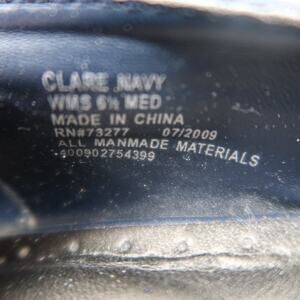 CLARE NAVY
WMS 6½ MED
MADE IN CHINA
RN#73277 07/2009
ALL MANMADE MATERIALS
400902754399